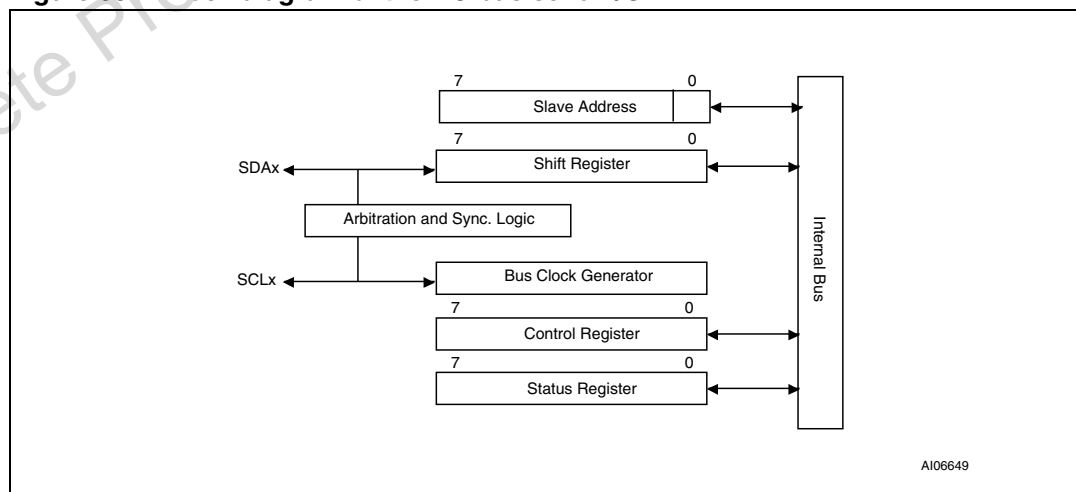 7 0
Slave Address
7 0
SDAx Shift Register
Arbitration and Sync. Logic
Internal Bus
SCLx Bus Clock Generator
7 0
Control Register
7 0
Status Register
AI06649